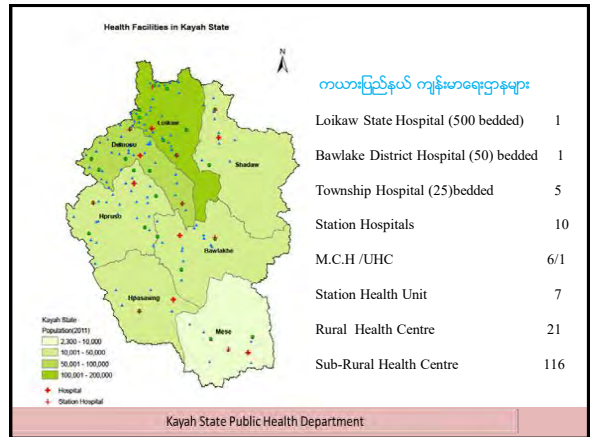 Health Facilities in Kayah State
N
ကယားပြည်နယ် ကျန်းမာရေးဌာနများ
Loikaw State Hospital (500 bedded) 1
Bawlake District Hospital (50) bedded 1
Township Hospital (25)bedded 5
Station Hospitals 10
M.C.H /UHC 6/1
Station Health Unit 7
Rural Health Centre 21
Sub-Rural Health Centre 116
Loikaw
Demoso
Shadaw
Hpruso
Bawlakhe
Hpasawng
Mese
Kayah State
Population(2011)
2,300 - 10,000
10,001 - 50,000
50,001 - 100,000
100,001 - 200,000
Hospital
Station Hospital
Kayah State Public Health Department